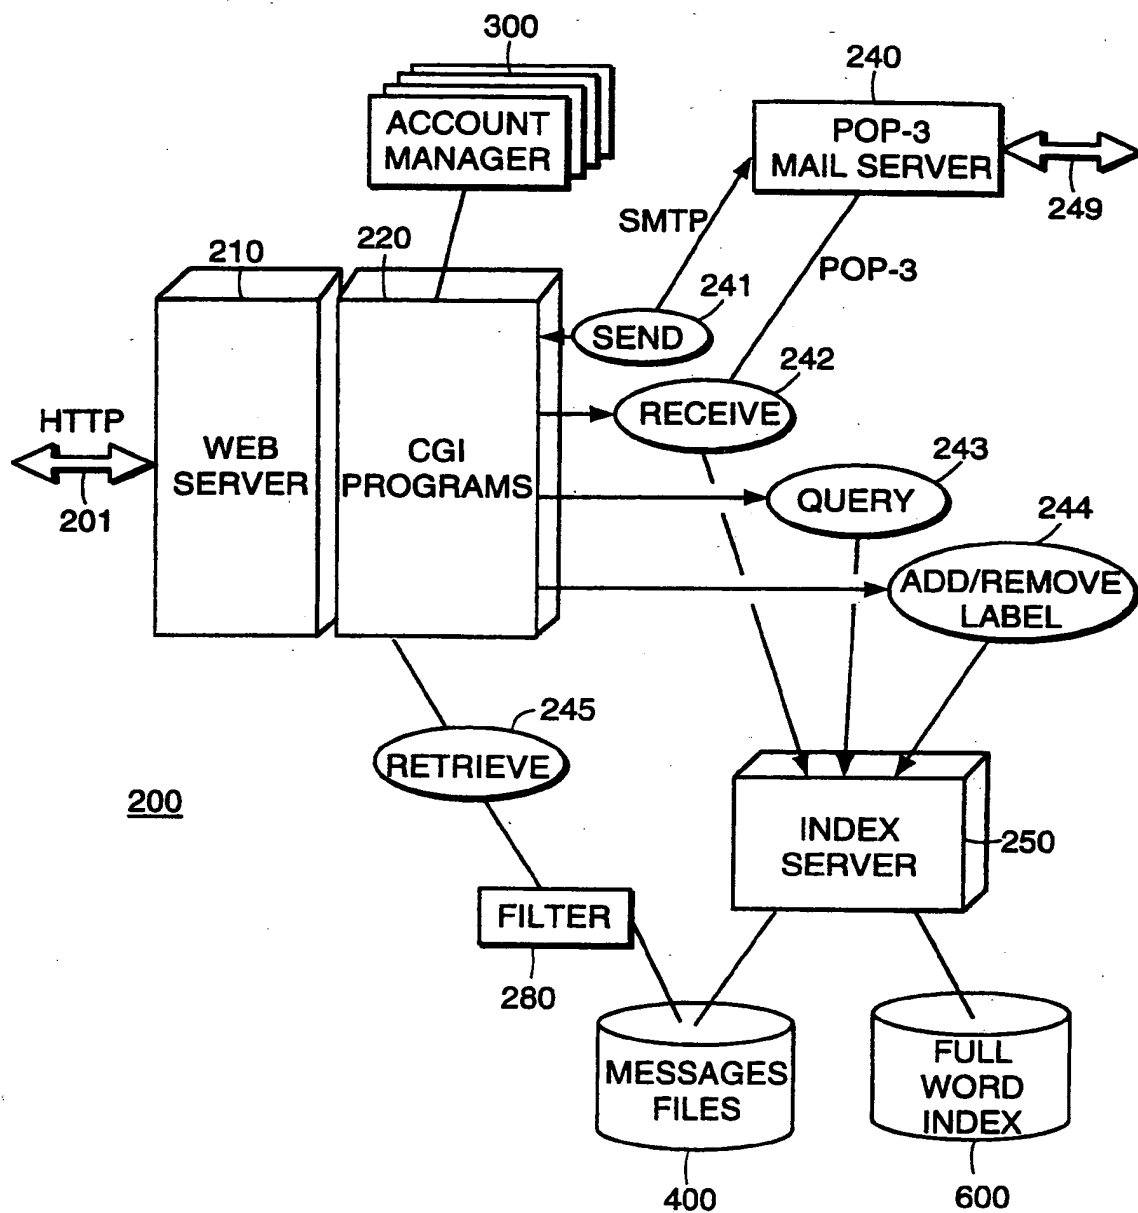 300
ACCOUNT
MANAGER
240
POP-3
MAIL SERVER
249
SMTP
POP-3
210
220
241
SEND
242
RECEIVE
HTTP
201
WEB
SERVER
CGI
PROGRAMS
243
QUERY
244
ADD/REMOVE
LABEL
245
RETRIEVE
200
INDEX
SERVER
250
FILTER
280
MESSAGES
FILES
400
FULL
WORD
INDEX
600